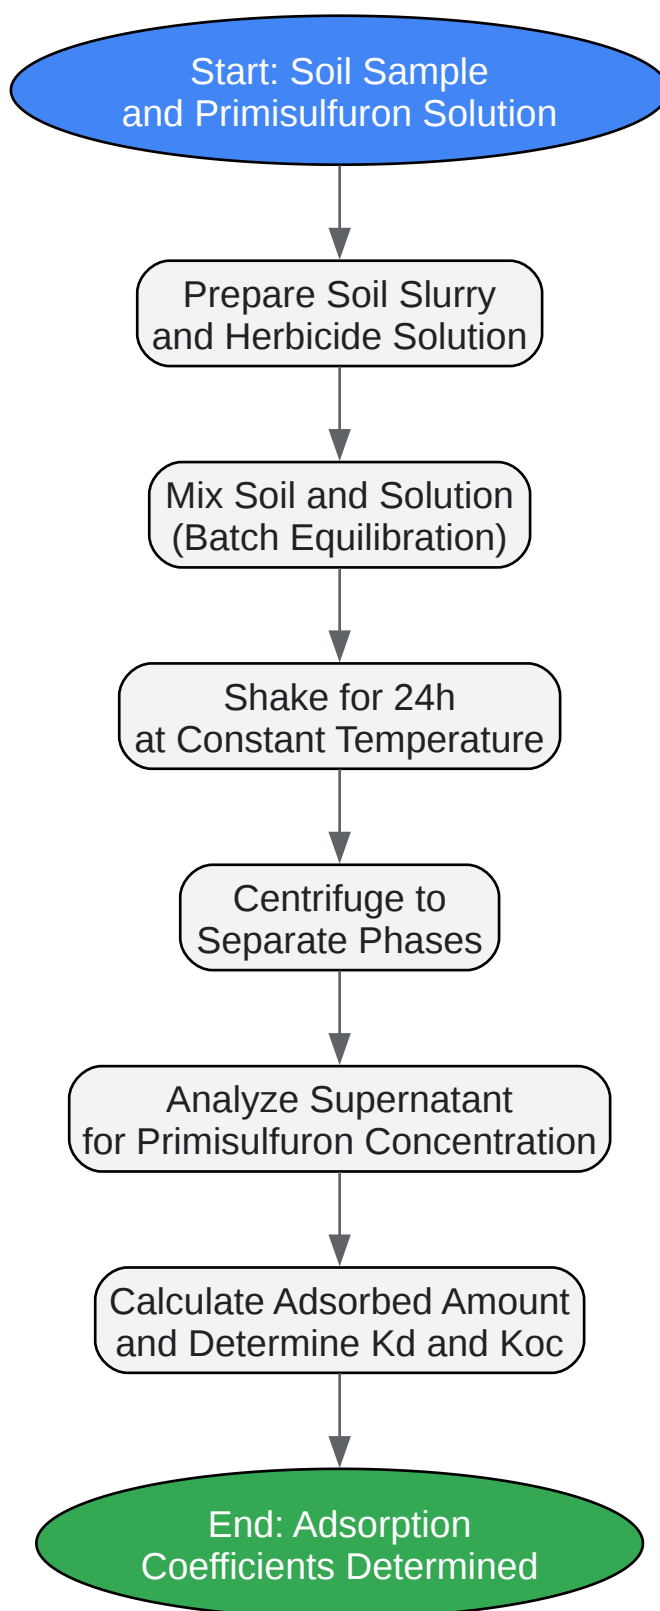 Start: Soil Sample
and Primisulfuron Solution
Prepare Soil Slurry
and Herbicide Solution
Mix Soil and Solution
(Batch Equilibration)
Shake for 24h
at Constant Temperature
Centrifuge to
Separate Phases
Analyze Supernatant
for Primisulfuron Concentration
Calculate Adsorbed Amount
and Determine Kd and Koc
End: Adsorption
Coefficients Determined